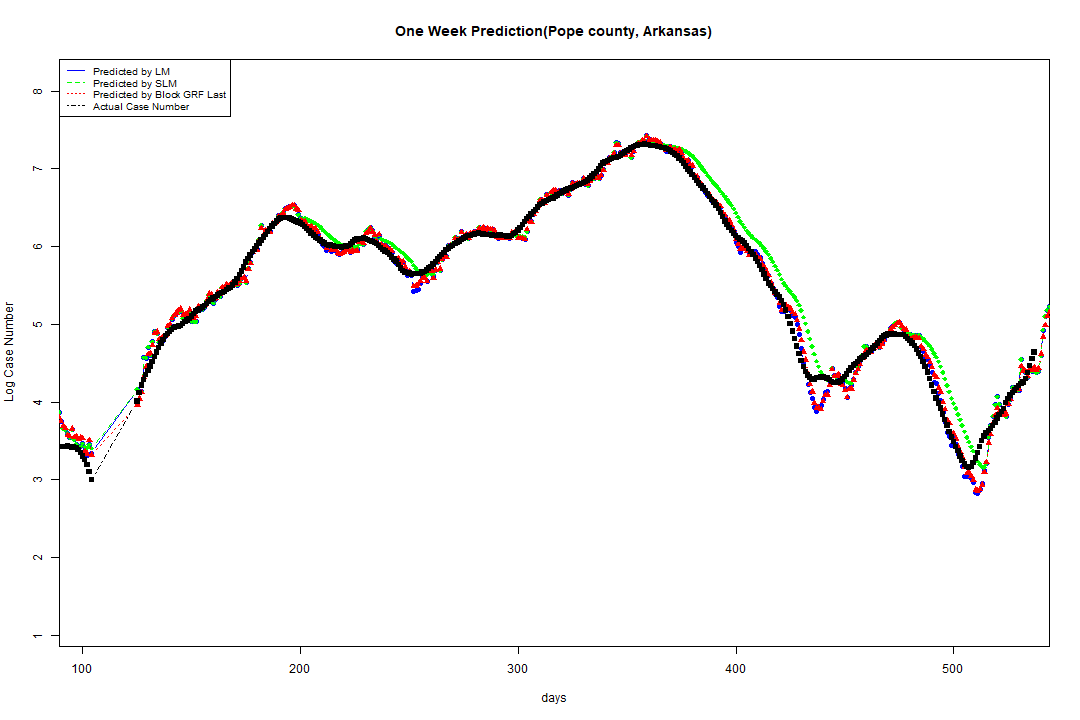 One Week Prediction(Pope county, Arkansas)
Predicted by LM
Predicted by SLM
Predicted by Block GRF Last
Actual Case Number
8
7
6
5
4
3
2
1
Log Case Number
100 200 300 400 500
days